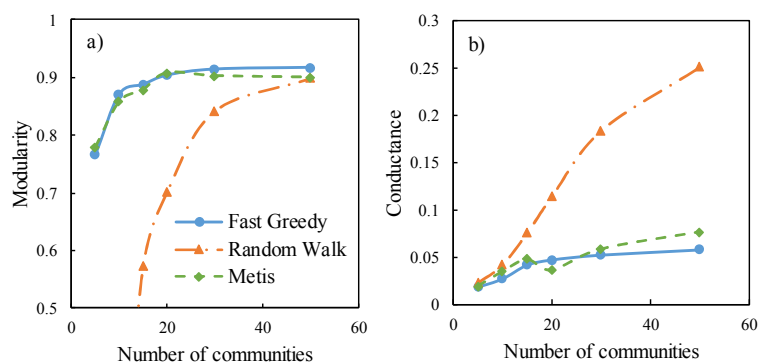 a)
1
0.9
0.8
0.7
0.6
0.5
Modularity
Fast Greedy
Random Walk
Metis
0 20 40 60
Number of communities
b)
0.3
0.25
0.2
0.15
0.1
0.05
0
Conductance
0 20 40 60
Number of communities